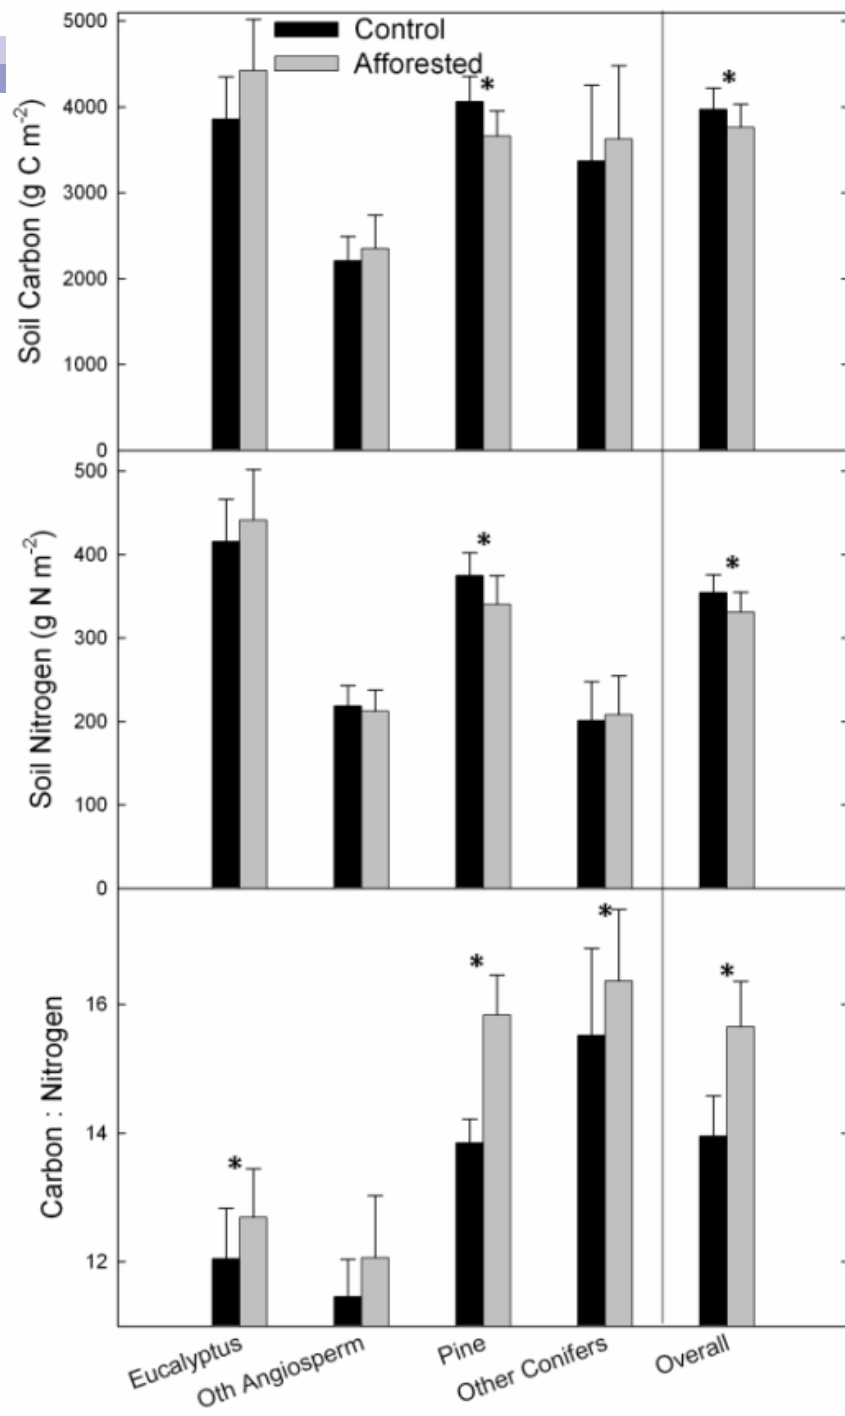 Control
Afforested
Soil Carbon (g C m-2)
5000
4000
3000
2000
1000
0
*
*
Soil Nitrogen (g N m-2)
500
400
300
200
100
0
*
*
Carbon : Nitrogen
16
14
12
*
*
*
*
Eucalyptus
Oth Angiosperm
Pine
Other Conifers
Overall